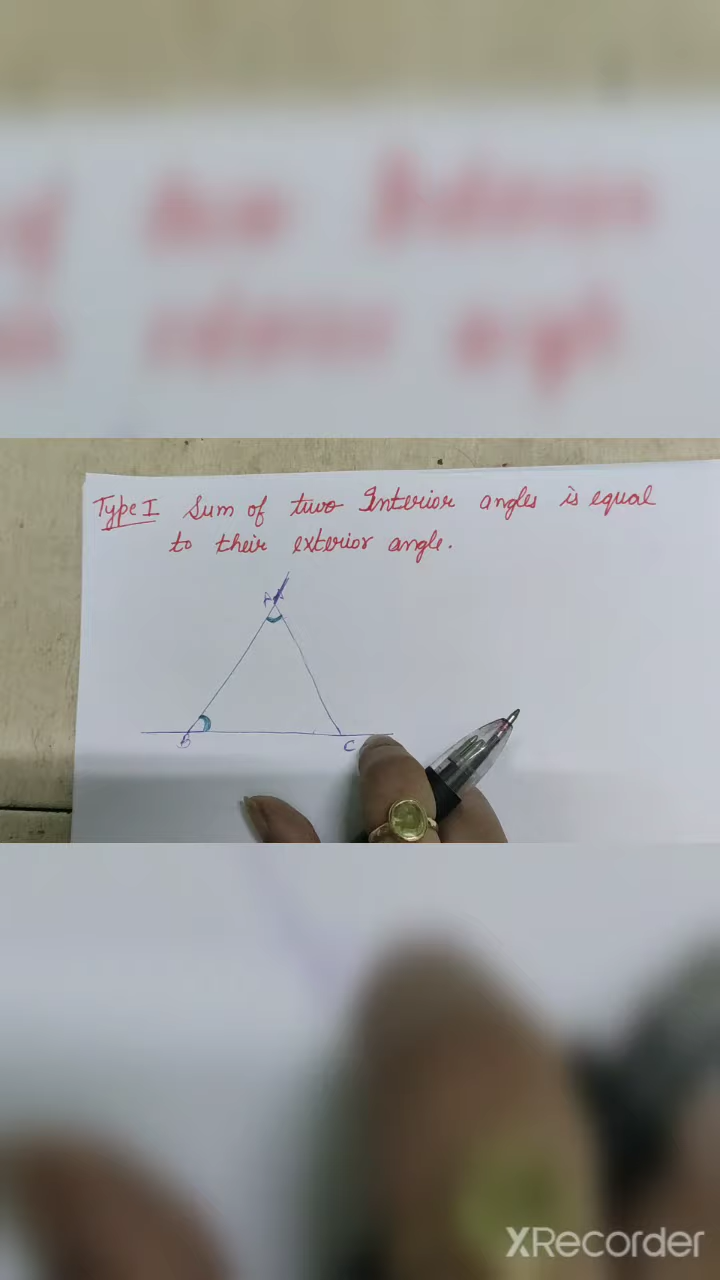 Type I Sum of two Interior angles is equal
to their exterior angle.
A
B
C
XRecorder